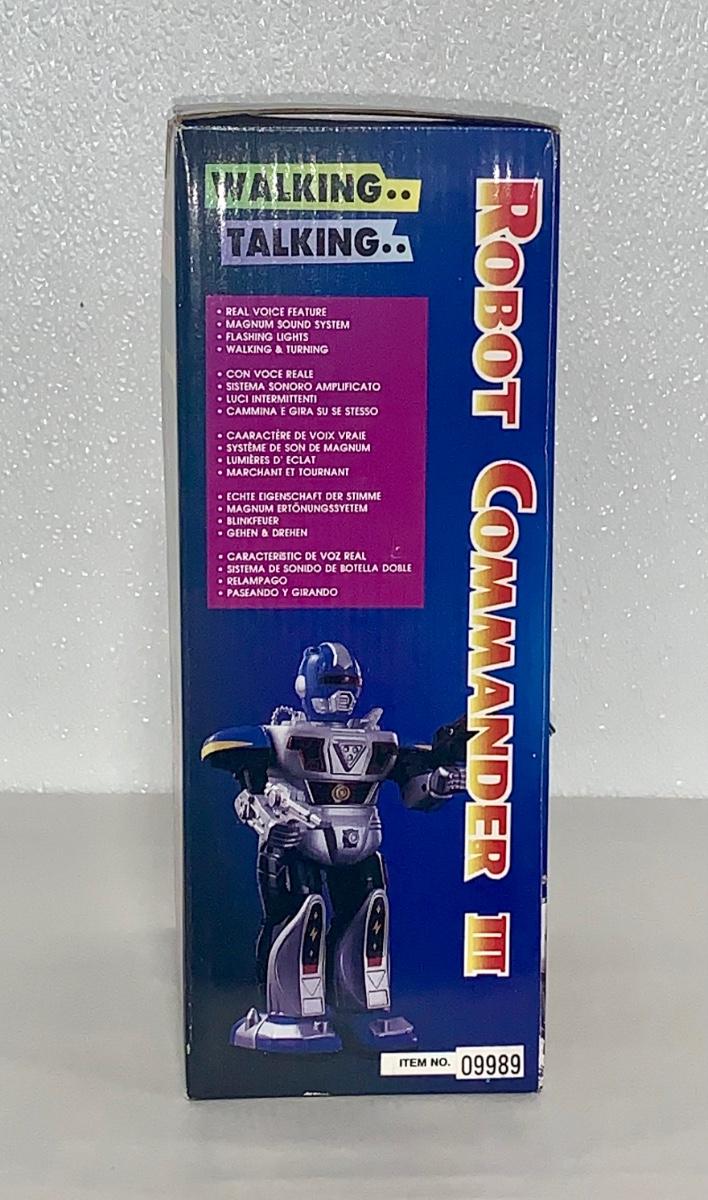 WALKING..
TALKING..
• REAL VOICE FEATURE
• MAGNUM SOUND SYSTEM
• FLASHING LIGHTS
• WALKING & TURNING
• CON VOCE REALE
• SISTEMA SONORO AMPLIFICATO
• LUCI INTERMITTENTI
• CAMMINA E GIRA SU SE STESSO
• CAARACTÈRE DE VOIX VRAIE
• SYSTÈME DE SON DE MAGNUM
• LUMIÈRES D' ECLAT
• MARCHANT ET TOURNANT
• ECHTE EIGENSCHAFT DER STIMME
• MAGNUM ERTÖNUNGSSYETEM
• BLINKFEUER
• GEHEN & DREHEN
• CARACTERÍSTIC DE VOZ REAL
• SISTEMA DE SONIDO DE BOTELLA DOBLE
• RELAMPAGO
• PASEANDO Y GIRANDO
ROBOT COMMANDER III
ITEM NO. 09989